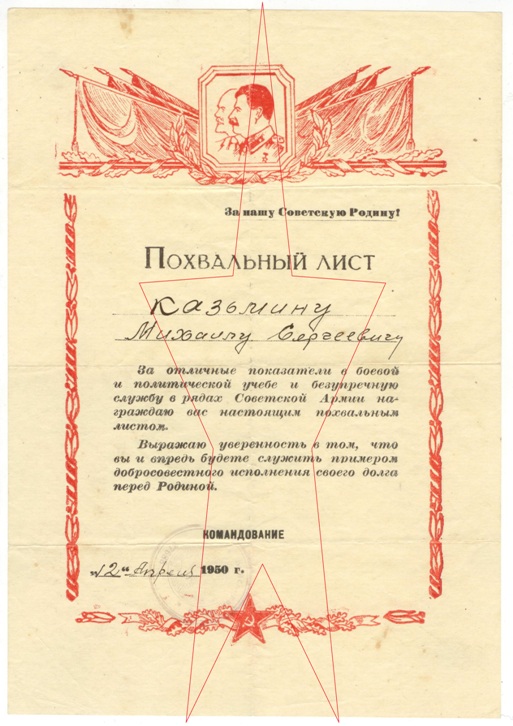 За нашу Советскую Родину!
Похвальный лист
Казьмину
Михаилу Сергеевичу
За отличные показатели в боевой
и политической учебе и безупречную
службу в рядах Советской Армии на-
граждаю вас настоящим похвальным
листом.
Выражаю уверенность в том, что
вы и впредь будете служить примером
добросовестного исполнения своего долга
перед Родиной.
КОМАНДОВАНИЕ
„12" Апреля 1950 г.